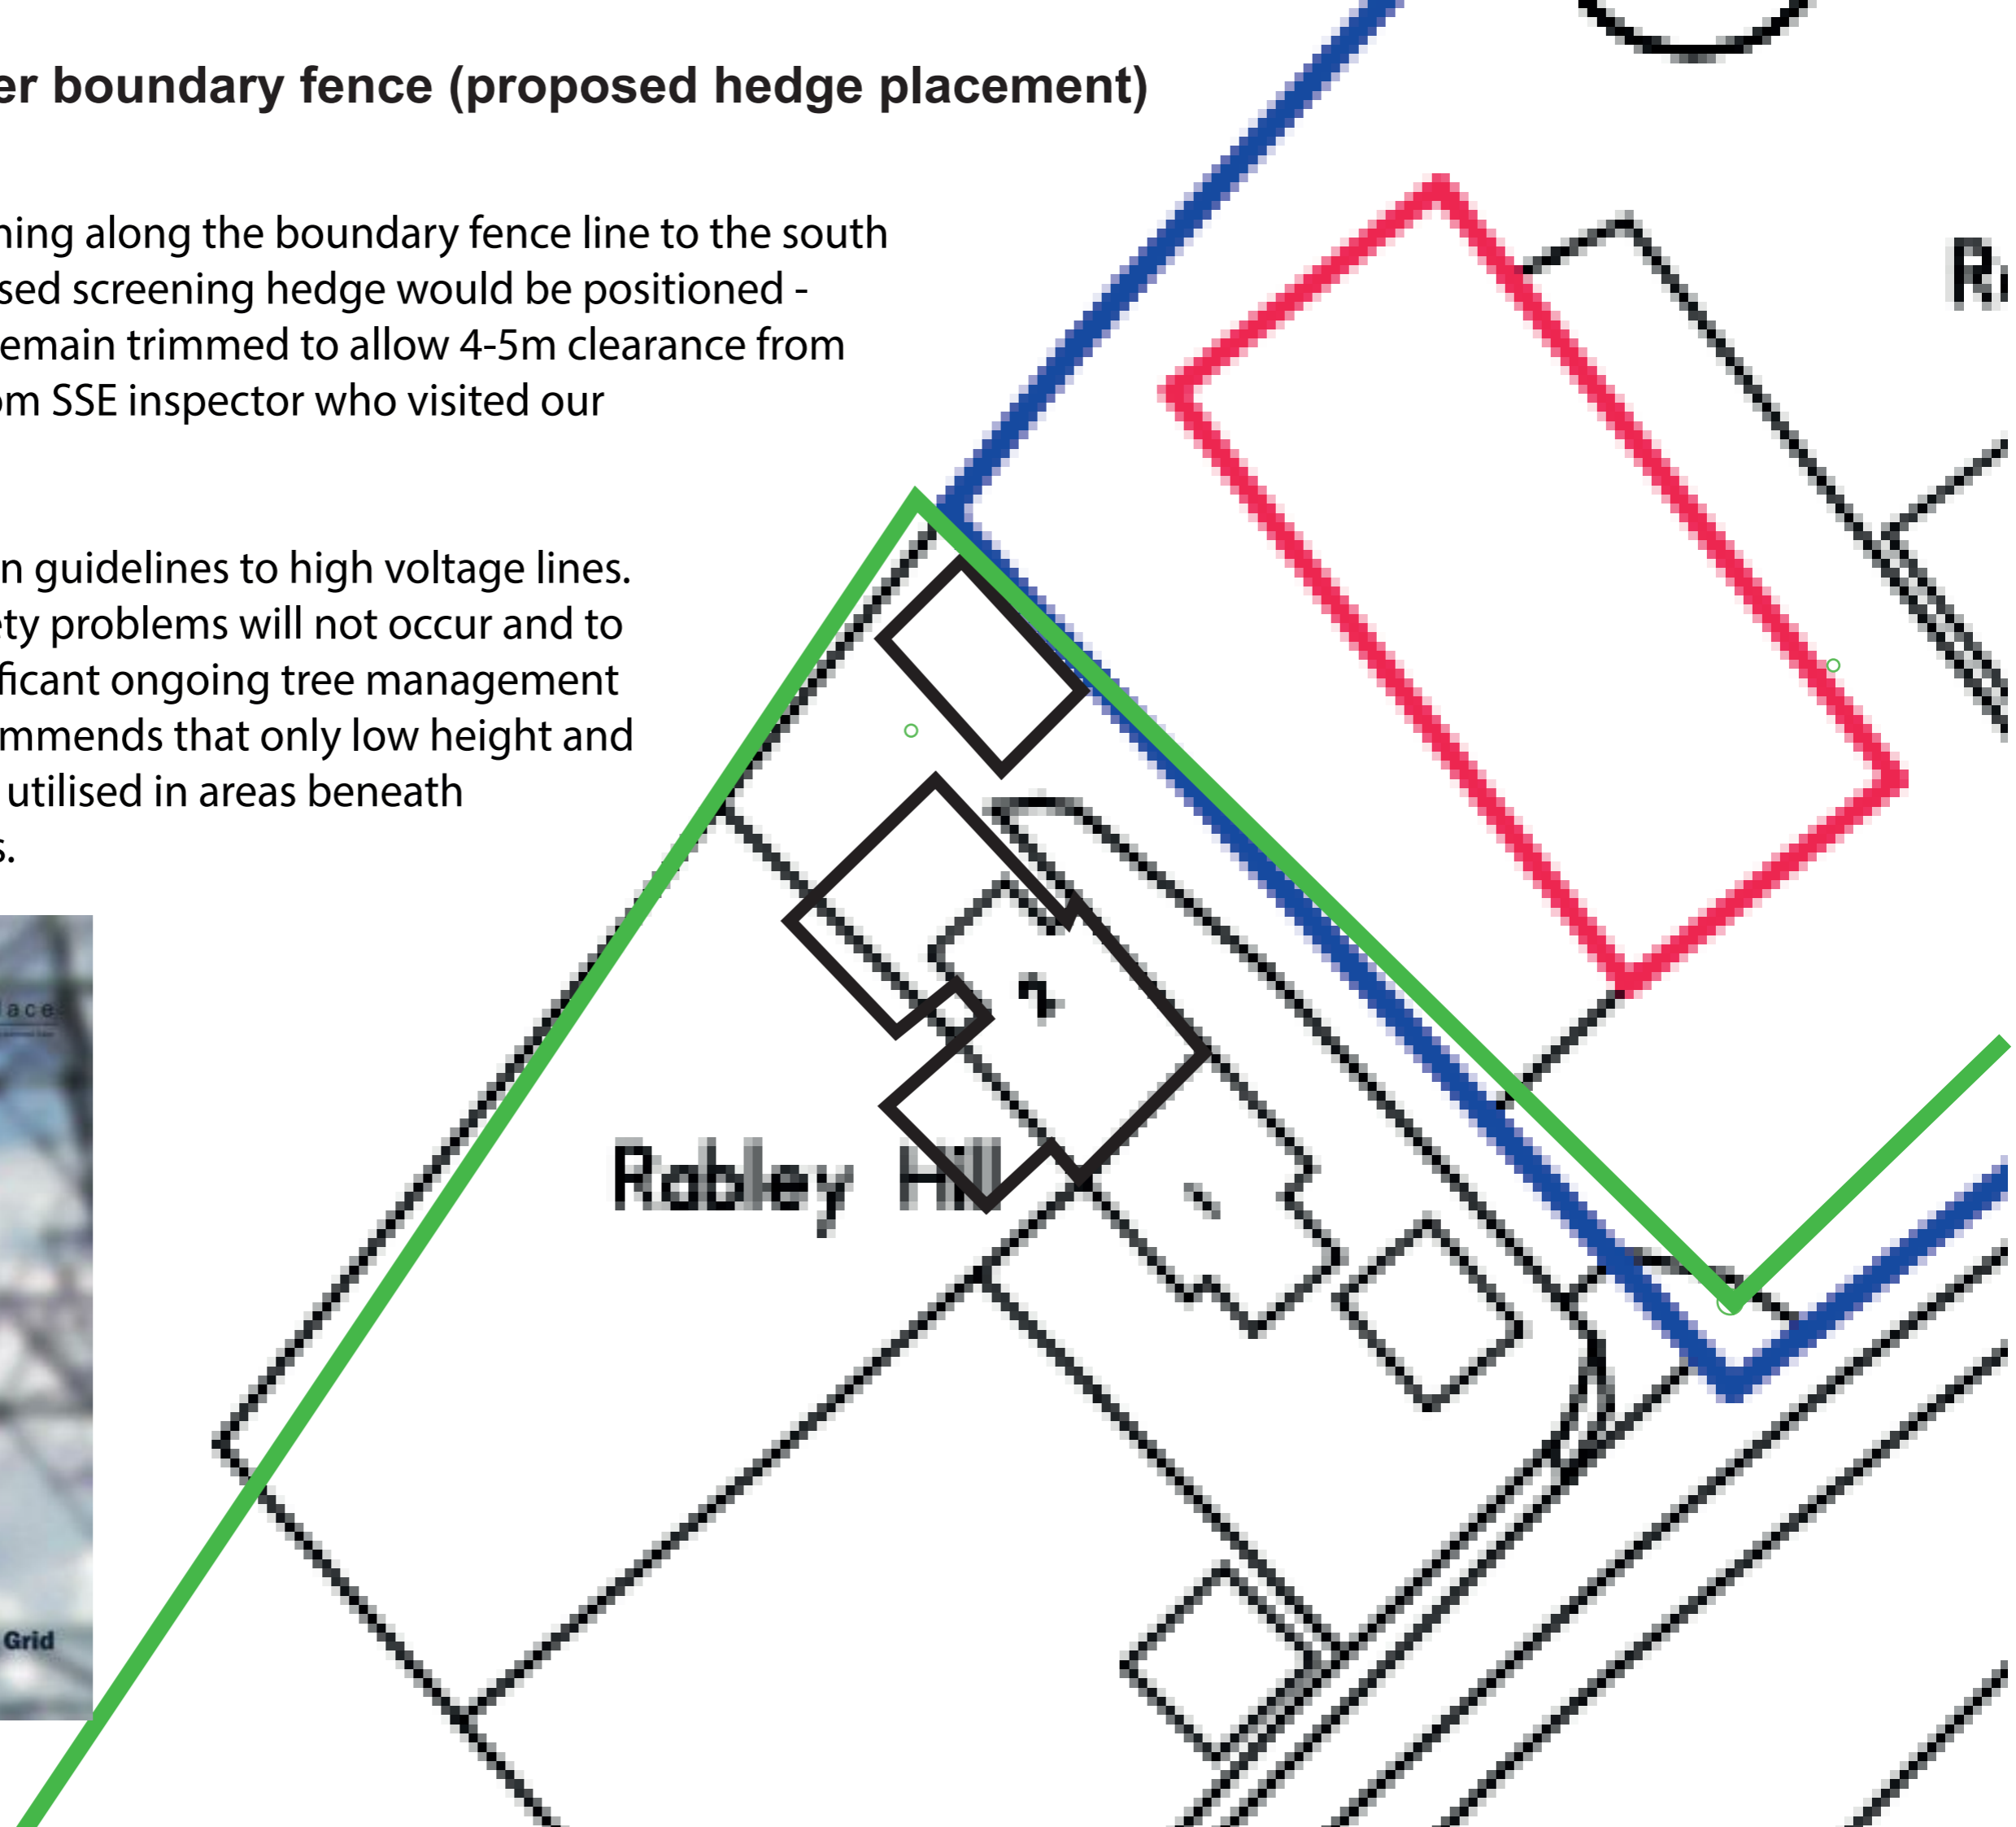 er boundary fence (proposed hedge placement)
ning along the boundary fence line to the south
sed screening hedge would be positioned -
emain trimmed to allow 4-5m clearance from
om SSE inspector who visited our
n guidelines to high voltage lines.
ety problems will not occur and to
ficant ongoing tree management
mmends that only low height and
utilised in areas beneath
s.
lace
Grid
Rabley Hill
2
1
R